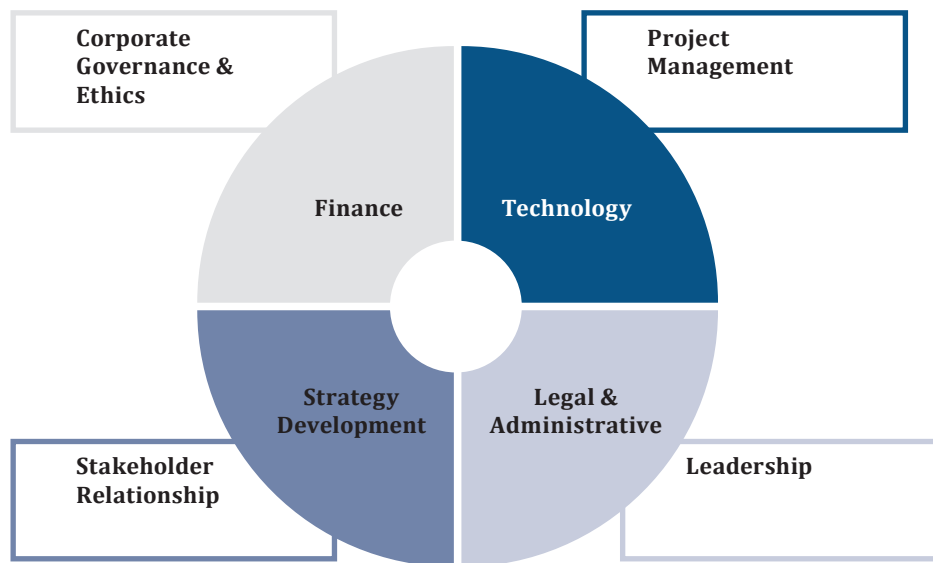 Corporate
Governance &
Ethics
Project
Management
Finance
Technology
Strategy
Development
Legal &
Administrative
Stakeholder
Relationship
Leadership